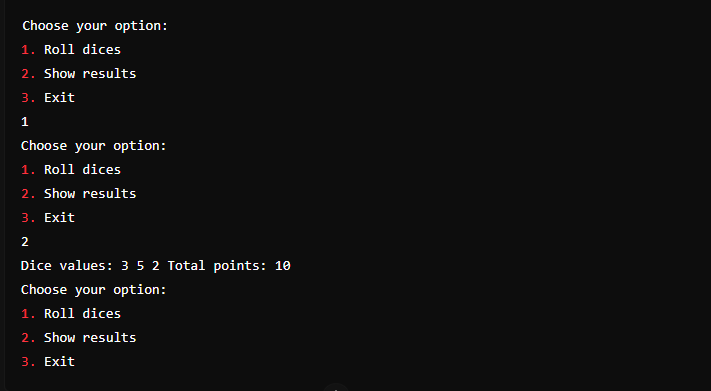 Choose your option:
1. Roll dices
2. Show results
3. Exit
1
Choose your option:
1. Roll dices
2. Show results
3. Exit
2
Dice values: 3 5 2 Total points: 10
Choose your option:
1. Roll dices
2. Show results
3. Exit